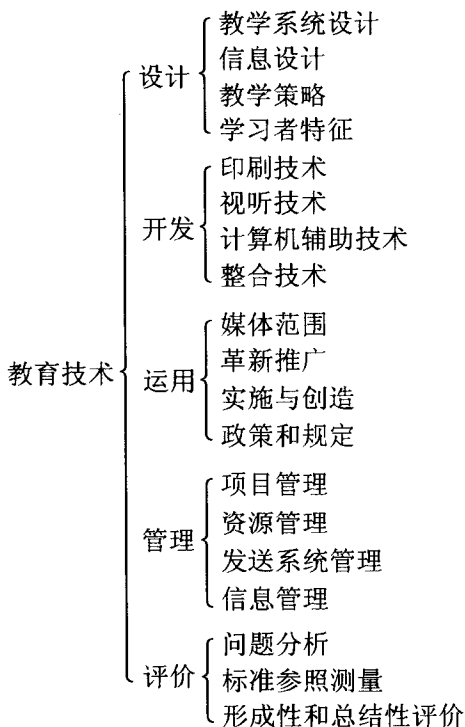 教育技术
设计
教学系统设计
信息设计
教学策略
学习者特征
开发
印刷技术
视听技术
计算机辅助技术
整合技术
运用
媒体范围
革新推广
实施与创造
政策和规定
管理
项目管理
资源管理
发送系统管理
信息管理
评价
问题分析
标准参照测量
形成性和总结性评价